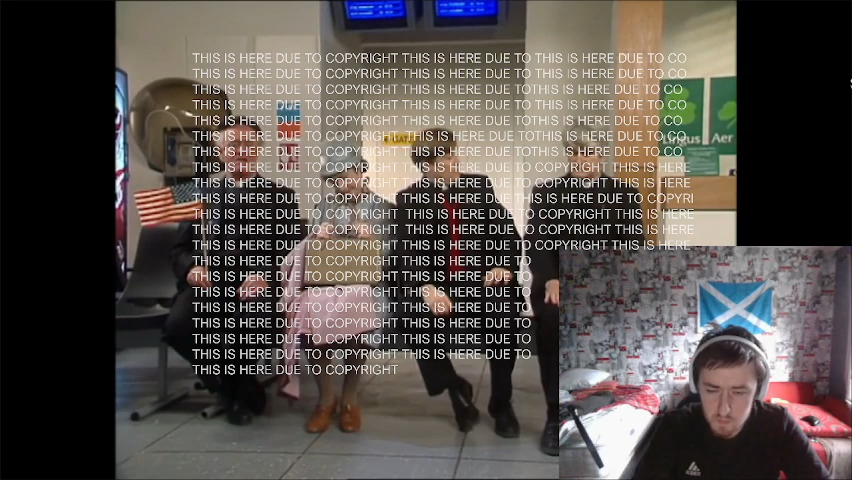 THIS IS HERE DUE TO COPYRIGHT THIS IS HERE DUE TO THIS IS HERE DUE TO CO
THIS IS HERE DUE TO COPYRIGHT THIS IS HERE DUE TO THIS IS HERE DUE TO CO
THIS IS HERE DUE TO COPYRIGHT THIS IS HERE DUE TOTHIS IS HERE DUE TO CO
THIS IS HERE DUE TO COPYRIGHT THIS IS HERE DUE TO THIS IS HERE DUE TO CO
THIS IS HERE DUE TO COPYRIGHT THIS IS HERE DUE TOTHIS IS HERE DUE TO CO
THIS IS HERE DUE TO COPYRIGHT THIS IS HERE DUE TOTHIS IS HERE DUE TO CO
THIS IS HERE DUE TO COPYRIGHT THIS IS HERE DUE TOTHIS IS HERE DUE TO CO
THIS IS HERE DUE TO COPYRIGHT THIS IS HERE DUE TO COPYRIGHT THIS IS HERE
THIS IS HERE DUE TO COPYRIGHT THIS IS HERE DUE TO COPYRIGHT THIS IS HERE
THIS IS HERE DUE TO COPYRIGHT THIS IS HERE DUE THIS IS HERE DUE TO COPYRI
THIS IS HERE DUE TO COPYRIGHT THIS IS HERE DUE TO COPYRIGHT THIS IS HERE
THIS IS HERE DUE TO COPYRIGHT THIS IS HERE DUE TO COPYRIGHT THIS IS HERE
THIS IS HERE DUE TO COPYRIGHT THIS IS HERE DUE TO COPYRIGHT THIS IS HERE
THIS IS HERE DUE TO COPYRIGHT THIS IS HERE DUE TO
THIS IS HERE DUE TO COPYRIGHT THIS IS HERE DUE TO
THIS IS HERE DUE TO COPYRIGHT THIS IS HERE DUE TO
THIS IS HERE DUE TO COPYRIGHT THIS IS HERE DUE TO
THIS IS HERE DUE TO COPYRIGHT THIS IS HERE DUE TO
THIS IS HERE DUE TO COPYRIGHT THIS IS HERE DUE TO
THIS IS HERE DUE TO COPYRIGHT THIS IS HERE DUE TO
THIS IS HERE DUE TO COPYRIGHT
Lingus Aer